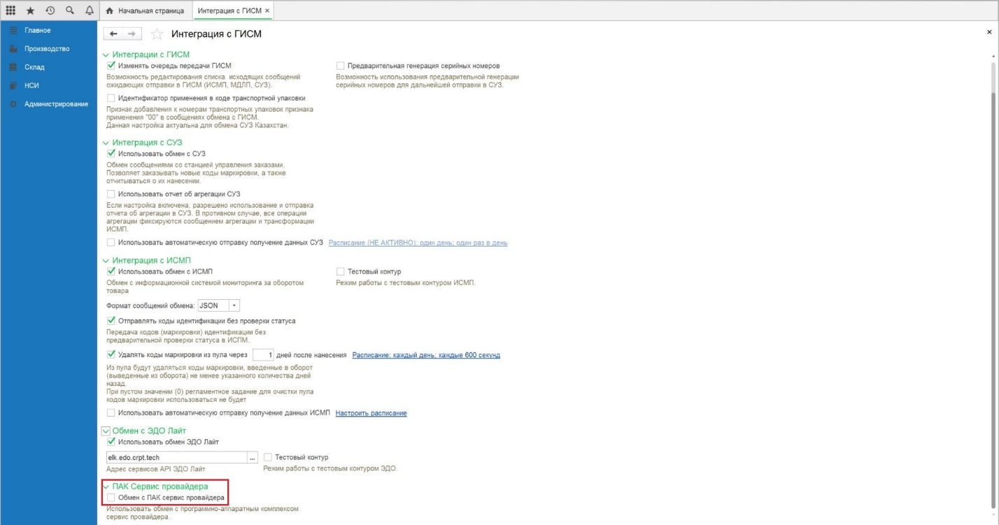 Начальная страница
Интеграция с ГИСМ ×
Главное
Производство
Склад
НСИ
Администрирование
Интеграция с ГИСМ
Интеграции с ГИСМ
Изменять очередь передачи ГИСМ
Предварительная генерация серийных номеров
Возможность редактирования списка исходящих сообщений
ожидающих отправки в ГИСМ (ИСМП, МДЛП, СУЗ).
Возможность использования предварительной генерации
серийных номеров для дальнейшей отправки в СУЗ.
Идентификатор применения в коде транспортной упаковки
Признак добавления к номерам транспортных упаковок признака
применения "00" в сообщениях обмена с ГИСМ.
Данная настройка актуальна для обмена СУЗ Казахстан.
Интеграция с СУЗ
Использовать обмен с СУЗ
Обмен сообщениями со станцией управления заказами.
Позволяет заказывать новые коды маркировки, а также
отчитываться о их нанесении.
Использовать отчет об агрегации СУЗ
Если настройка включена, разрешено использование и отправка
отчета об агрегации в СУЗ. В противном случае, все операции
агрегации фиксируются сообщением агрегации и трансформации
ИСМП.
Использовать автоматическую отправку получение данных СУЗ Расписание (НЕ АКТИВНО): один день; один раз в день
Интеграция с ИСМП
Использовать обмен с ИСМП
Тестовый контур
Обмен с информационной системой мониторинга за оборотом
товара
Режим работы с тестовым контуром ИСМП.
Формат сообщений обмена: JSON
Отправлять коды идентификации без проверки статуса
Передача кодов (маркировки) идентификации без
предварительной проверки статуса в ИСПМ.
Удалять коды маркировки из пула через 1 дней после нанесения Расписание: каждый день; каждые 600 секунд
Из пула будут удаляться коды маркировки, введенные в оборот
(выведенные из оборота) не менее указанного количества дней
назад.
При пустом значении (0) регламентное задание для очистки пула
кодов маркировки использоваться не будет
Использовать автоматическую отправку получение данных ИСМП Настроить расписание
Обмен с ЭДО Лайт
Использовать обмен ЭДО Лайт
elk.edo.crpt.tech ...
Тестовый контур
Адрес сервисов API ЭДО Лайт
Режим работы с тестовым контуром ЭДО.
ПАК Сервис провайдера
Обмен с ПАК сервис провайдера
Использовать обмен с программно-аппаратным комплексом
сервис провайдера.